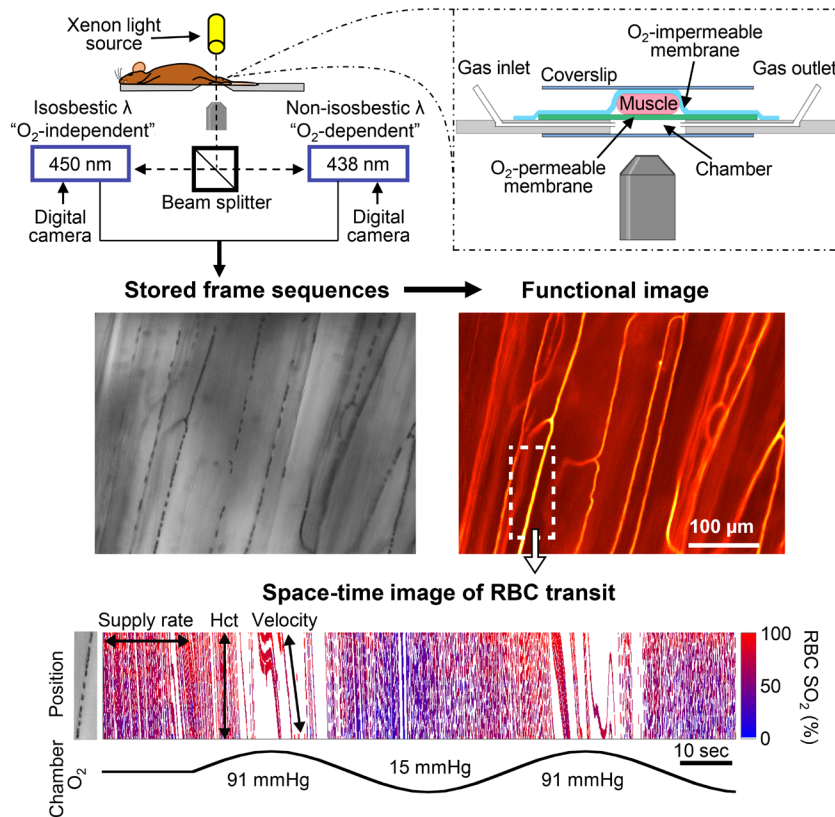 Xenon light
source
Isosbestic λ
"O₂-independent"
Non-isosbestic λ
"O₂-dependent"
450 nm
438 nm
Beam splitter
Digital
camera
Digital
camera
O₂-impermeable
membrane
Gas inlet
Coverslip
Gas outlet
Muscle
O₂-permeable
membrane
Chamber
Stored frame sequences
Functional image
100 μm
Space-time image of RBC transit
Supply rate
Hct
Velocity
Position
100
50
0
RBC SO₂ (%)
10 sec
Chamber
O₂
91 mmHg
15 mmHg
91 mmHg